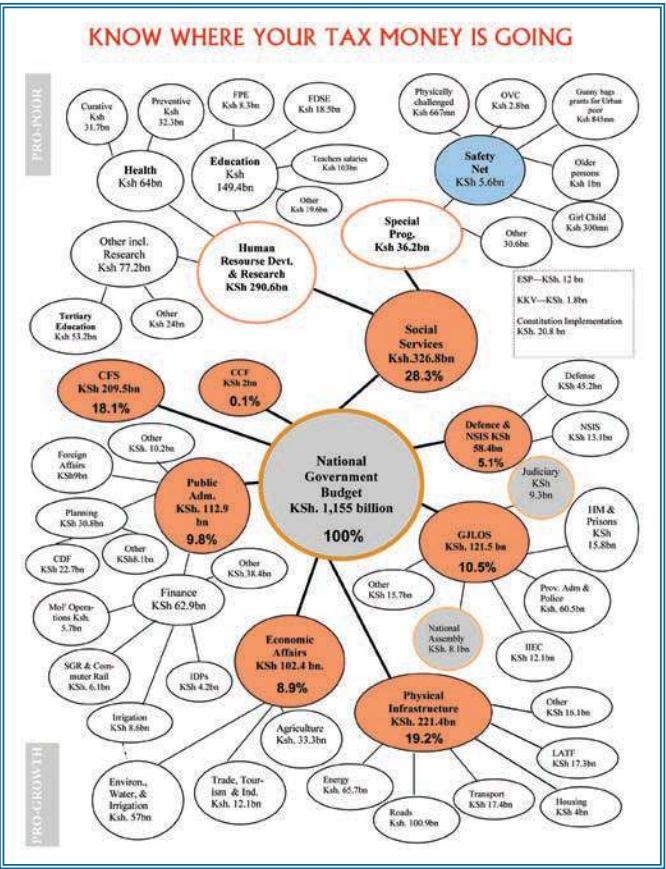 KNOW WHERE YOUR TAX MONEY IS GOING
PRO-POOR
Curative
Ksh
31.7bn
Preventive
Ksh
32.3bn
FPE
Ksh 8.3bn
FDSE
Ksh 18.5bn
Physically
challenged
Ksh 667mn
OVC
Ksh 2.8bn
Gunny bags
grants for Urban
poor
Ksh 845mn
Health
Ksh 64bn
Education
Ksh
149.4bn
Teachers salaries
Ksh 103bn
Other
Ksh 19.6bn
Safety
Net
KSh 5.6bn
Older
persons
Ksh 1bn
Girl Child
Ksh 300mn
Other
30.6bn
Special
Prog.
Ksh 36.2bn
Other incl.
Research
Ksh 77.2bn
Human
Resourse Devt.
& Research
KSh 290.6bn
Tertiary
Education
Ksh 53.2bn
Other
Ksh 24bn
ESP—KSh. 12 bn
KKV—KSh. 1.8bn
Constitution Implementation
KSh. 20.8 bn
Social
Services
Ksh.326.8bn
28.3%
CFS
KSh 209.5bn
18.1%
CCF
KSh 2bn
0.1%
Defense
KSh 45.2bn
Defence &
NSIS KSh
58.4bn
5.1%
NSIS
KSh 13.1bn
National
Government
Budget
KSh. 1,155 billion
100%
Judiciary
KSh
9.3bn
GJLOS
KSh. 121.5 bn
10.5%
HM &
Prisons
KSh
15.8bn
Other
KSh 15.7bn
Prov. Adm &
Police
Ksh. 60.5bn
National
Assembly
KSh. 8.1bn
IIEC
KSh 12.1bn
Foreign
Affairs
KSh9bn
Other
KSh. 10.2bn
Public
Adm.
KSh. 112.9
bn
9.8%
Planning
KSh 30.8bn
CDF
KSh 22.7bn
Other
KSh8.1bn
Other
KSh.38.4bn
Finance
KSh 62.9bn
Mol' Opera-
tions Ksh.
5.7bn
SGR & Com-
muter Rail
KSh. 6.1bn
IDPs
KSh 4.2bn
Irrigation
KSh 8.6bn
Economic
Affairs
KSh 102.4 bn.
8.9%
Agriculture
Ksh. 33.3bn
Environ.,
Water, &
Irrigation
Ksh. 57bn
Trade, Tour-
ism & Ind.
Ksh. 12.1bn
Physical
Infrastructure
KSh. 221.4bn
19.2%
Other
KSh 16.1bn
LATF
KSh 17.3bn
Housing
KSh 4bn
Transport
KSh 17.4bn
Roads
Ksh. 100.9bn
Energy
Ksh. 65.7bn
PRO-GROWTH